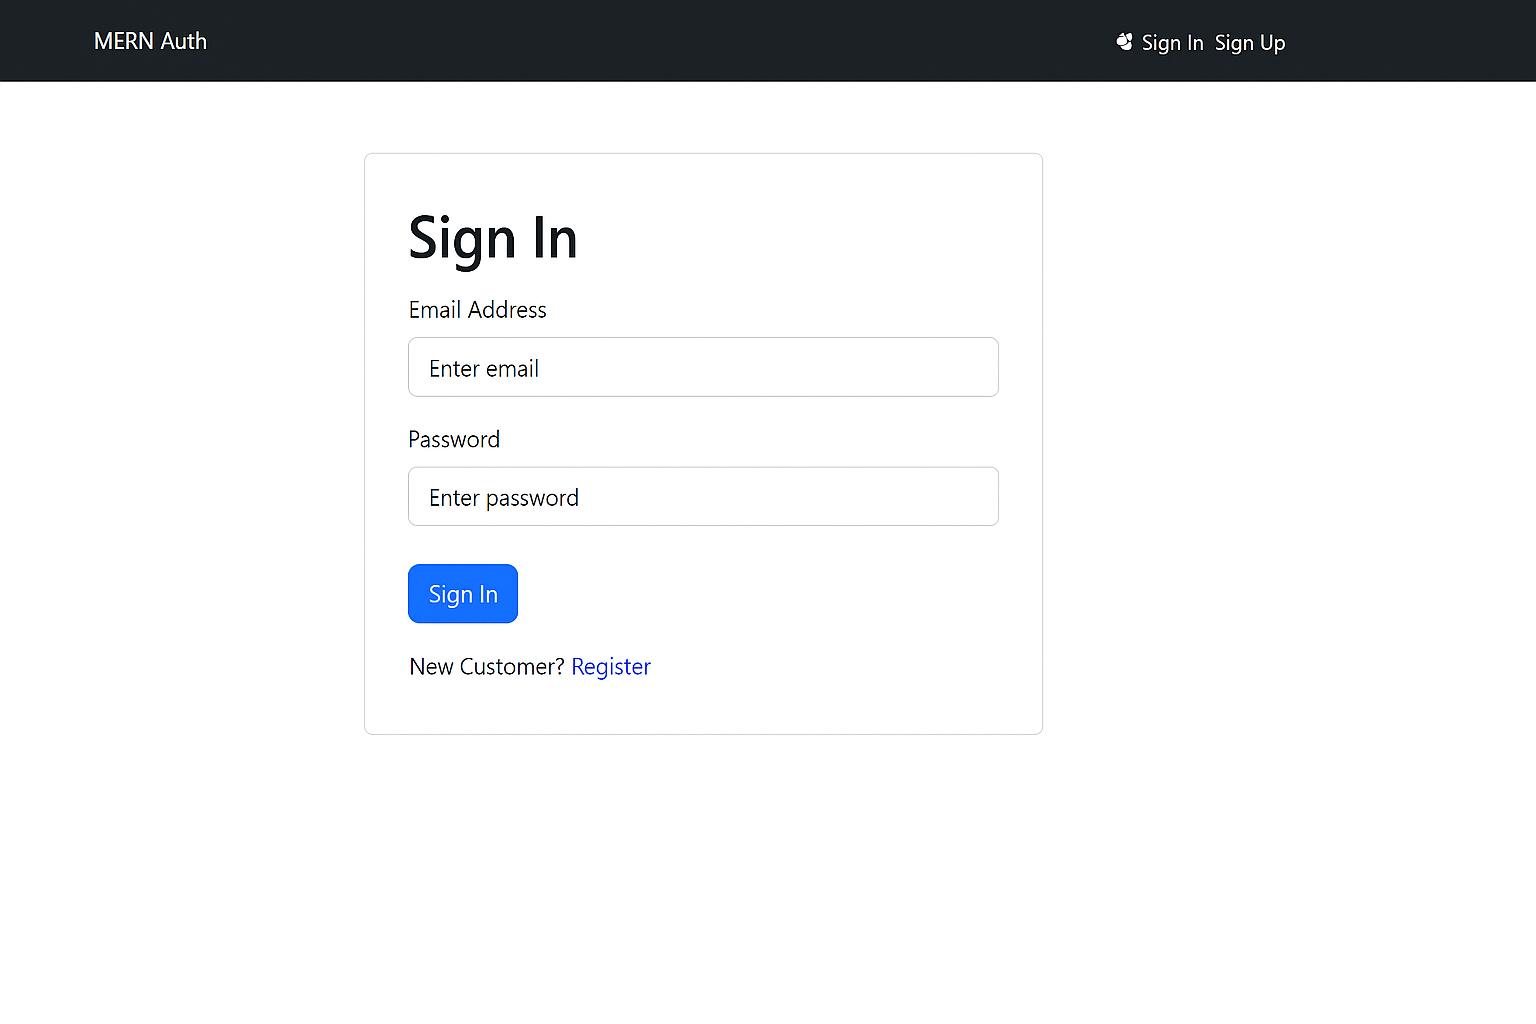 MERN Auth
Sign In Sign Up
Sign In
Email Address
Enter email
Password
Enter password
Sign In
New Customer? Register